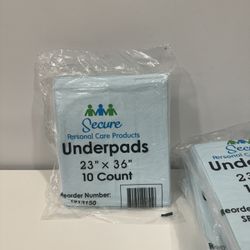 Secure
Personal Care Products
Underpads
23" x 36"
10 Count
Reorder Number: